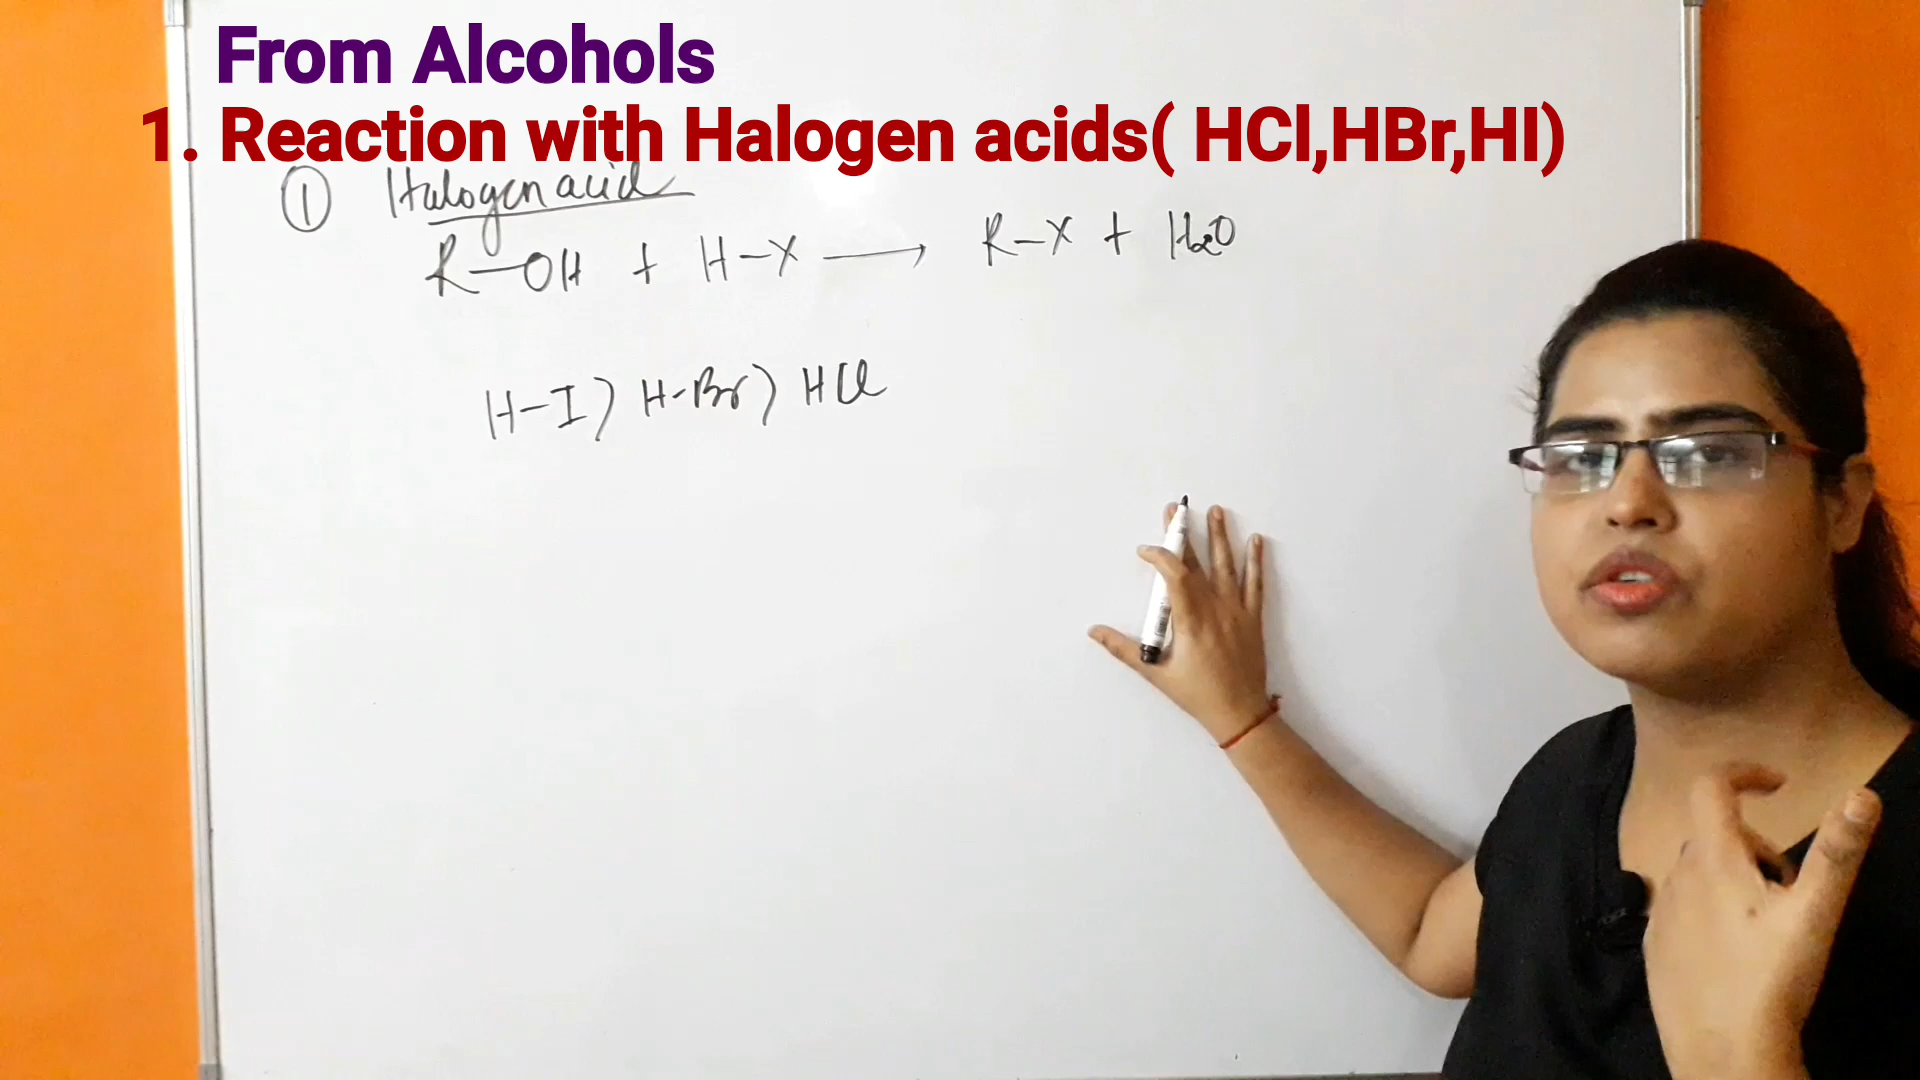 From Alcohols
1. Reaction with Halogen acids( HCl,HBr,HI)
① Halogen acid
R—OH + H–X ⟶ R–X + H₂O
H–I > H-Br > HCl